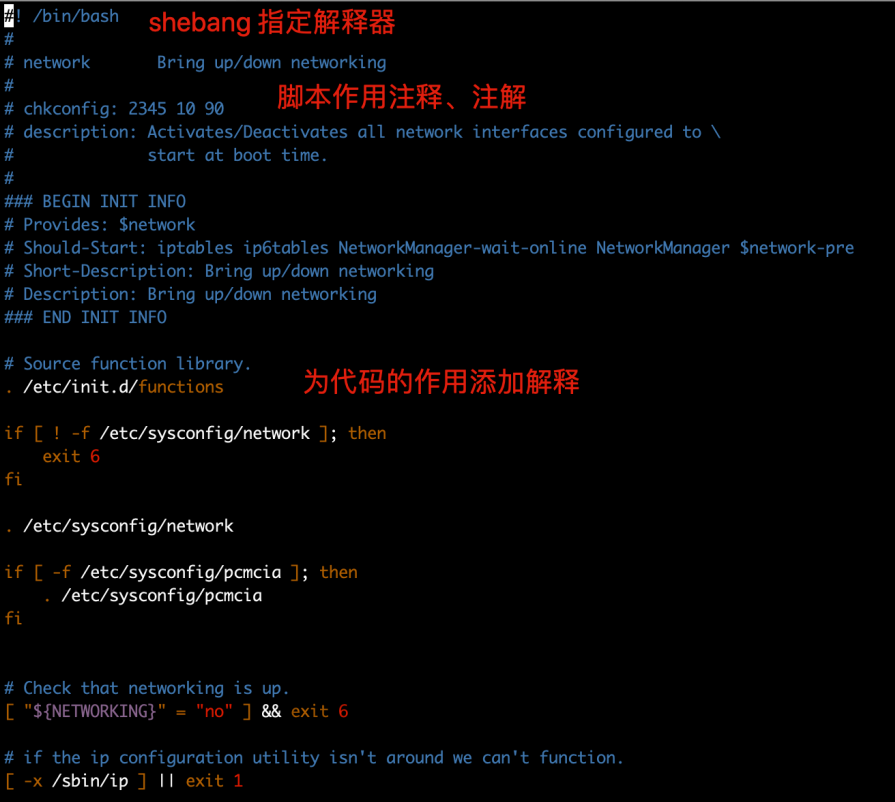 #! /bin/bash shebang 指定解释器
#
# network       Bring up/down networking
#
脚本作用注释、注解
# chkconfig: 2345 10 90
# description: Activates/Deactivates all network interfaces configured to \
#              start at boot time.
#
### BEGIN INIT INFO
# Provides: $network
# Should-Start: iptables ip6tables NetworkManager-wait-online NetworkManager $network-pre
# Short-Description: Bring up/down networking
# Description: Bring up/down networking
### END INIT INFO
# Source function library.
为代码的作用添加解释
. /etc/init.d/functions
if [ ! -f /etc/sysconfig/network ]; then
    exit 6
fi
. /etc/sysconfig/network
if [ -f /etc/sysconfig/pcmcia ]; then
    . /etc/sysconfig/pcmcia
fi
# Check that networking is up.
[ "${NETWORKING}" = "no" ] && exit 6
# if the ip configuration utility isn't around we can't function.
[ -x /sbin/ip ] || exit 1